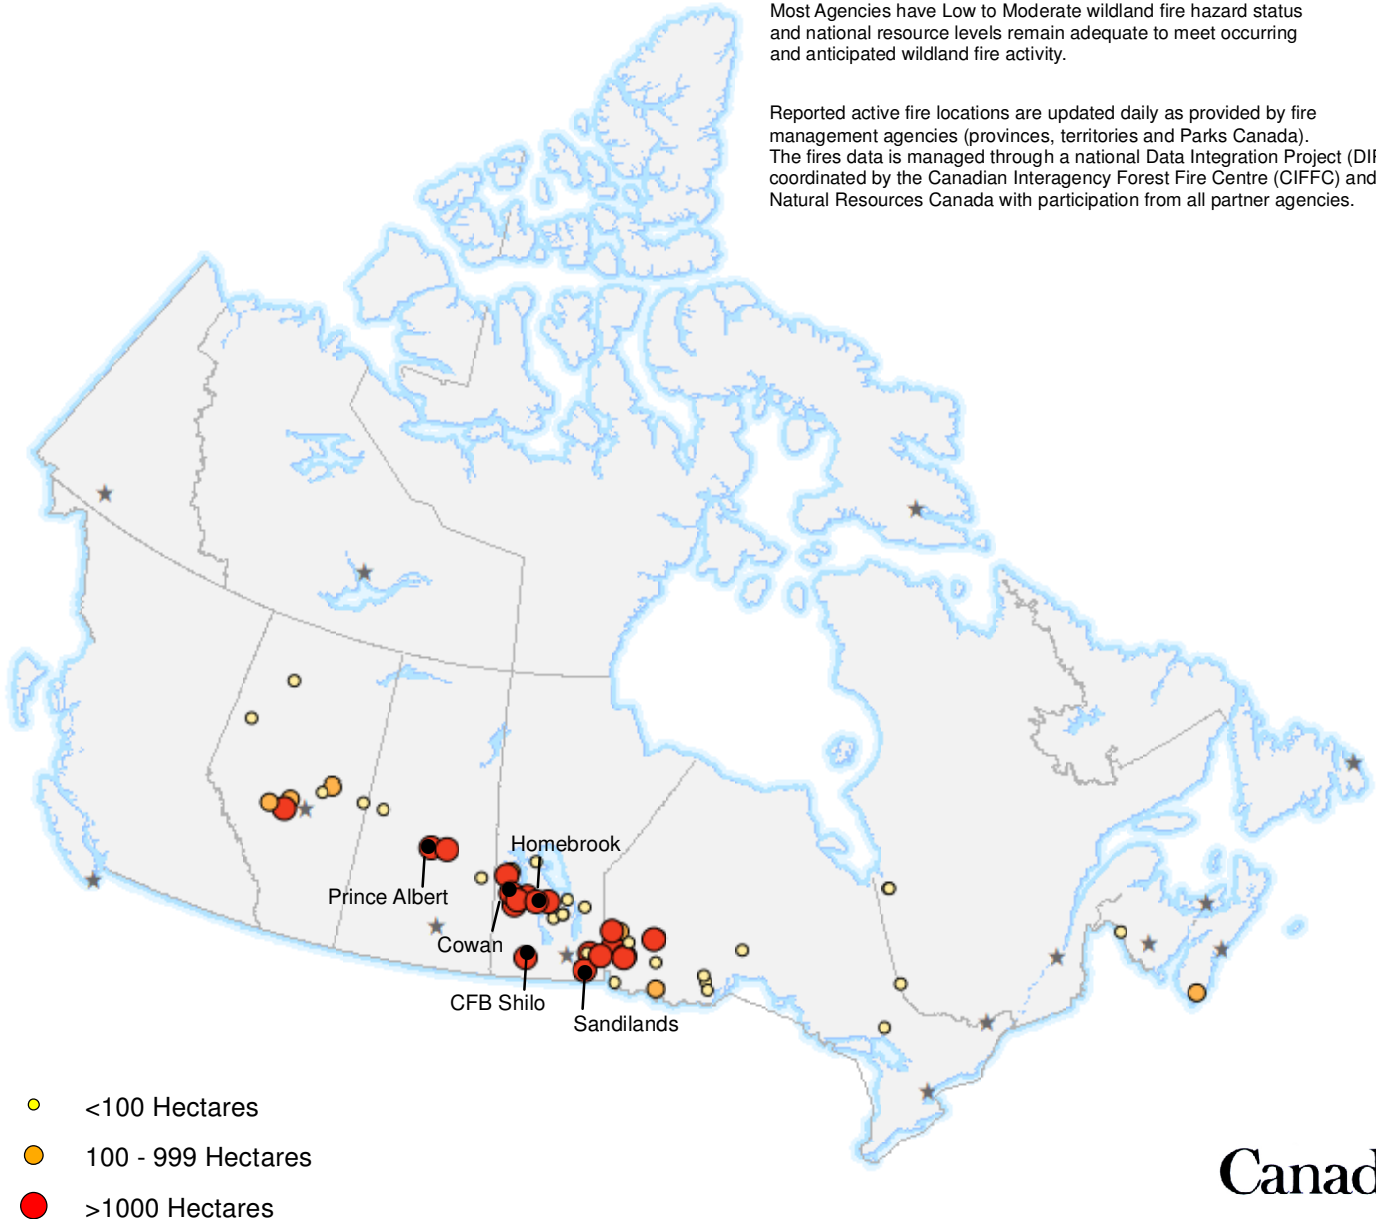 Most Agencies have Low to Moderate wildland fire hazard status
and national resource levels remain adequate to meet occurring
and anticipated wildland fire activity.
Reported active fire locations are updated daily as provided by fire
management agencies (provinces, territories and Parks Canada).
The fires data is managed through a national Data Integration Project (DIP
coordinated by the Canadian Interagency Forest Fire Centre (CIFFC) and
Natural Resources Canada with participation from all partner agencies.
Homebrook
Prince Albert
Cowan
CFB Shilo
Sandilands
<100 Hectares
100 - 999 Hectares
>1000 Hectares
Canad